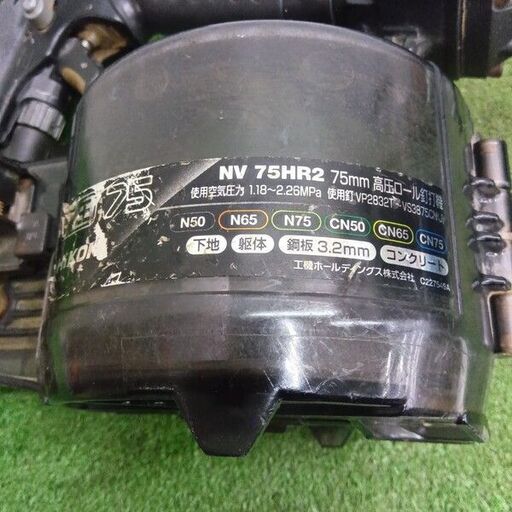 NV 75HR2 75mm 高圧ロール釘打機
使用空気圧力 1.18~2.26MPa 使用釘 VP2832T~VS3875CN
N50 N65 N75 CN50 CN65 CN75
下地 躯体 鋼板 3.2mm コンクリート
工機ホールディングス株式会社 C227546A
75